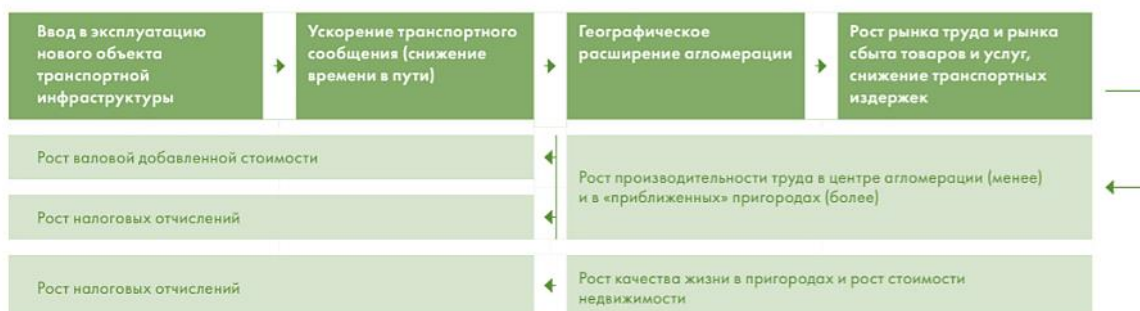 Ввод в эксплуатацию
нового объекта
транспортной
инфраструктуры
Ускорение транспортного
сообщения (снижение
времени в пути)
Географическое
расширение агломерации
Рост рынка труда и рынка
сбыта товаров и услуг,
снижение транспортных
издержек
Рост валовой добавленной стоимости
Рост налоговых отчислений
Рост производительности труда в центре агломерации (менее)
и в «приближенных» пригородах (более)
Рост налоговых отчислений
Рост качества жизни в пригородах и рост стоимости
недвижимости